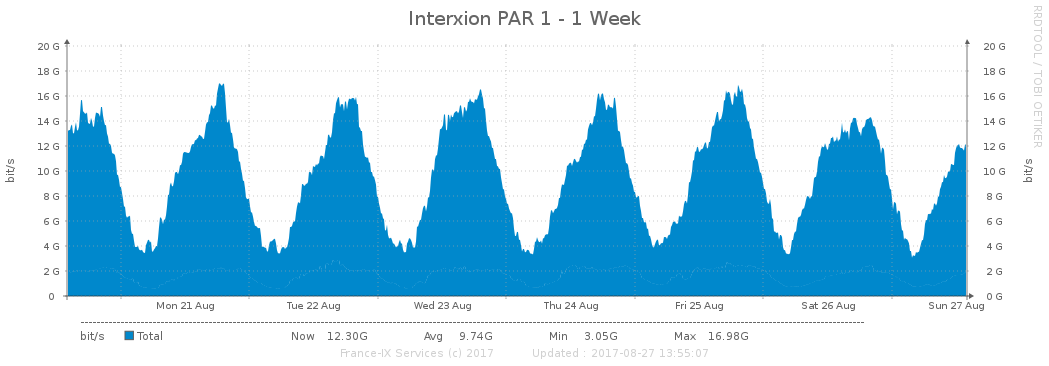 Interxion PAR 1 - 1 Week
RRDTOOL / TOBI OETIKER
20 G 20 G
18 G 18 G
16 G 16 G
14 G 14 G
12 G 12 G
10 G 10 G
8 G 8 G
6 G 6 G
4 G 4 G
2 G 2 G
0 0 G
bit/s
bit/s
Mon 21 Aug Tue 22 Aug Wed 23 Aug Thu 24 Aug Fri 25 Aug Sat 26 Aug Sun 27 Aug
bit/s Total Now 12.30G Avg 9.74G Min 3.05G Max 16.98G
France-IX Services (c) 2017 Updated : 2017-08-27 13:55:07